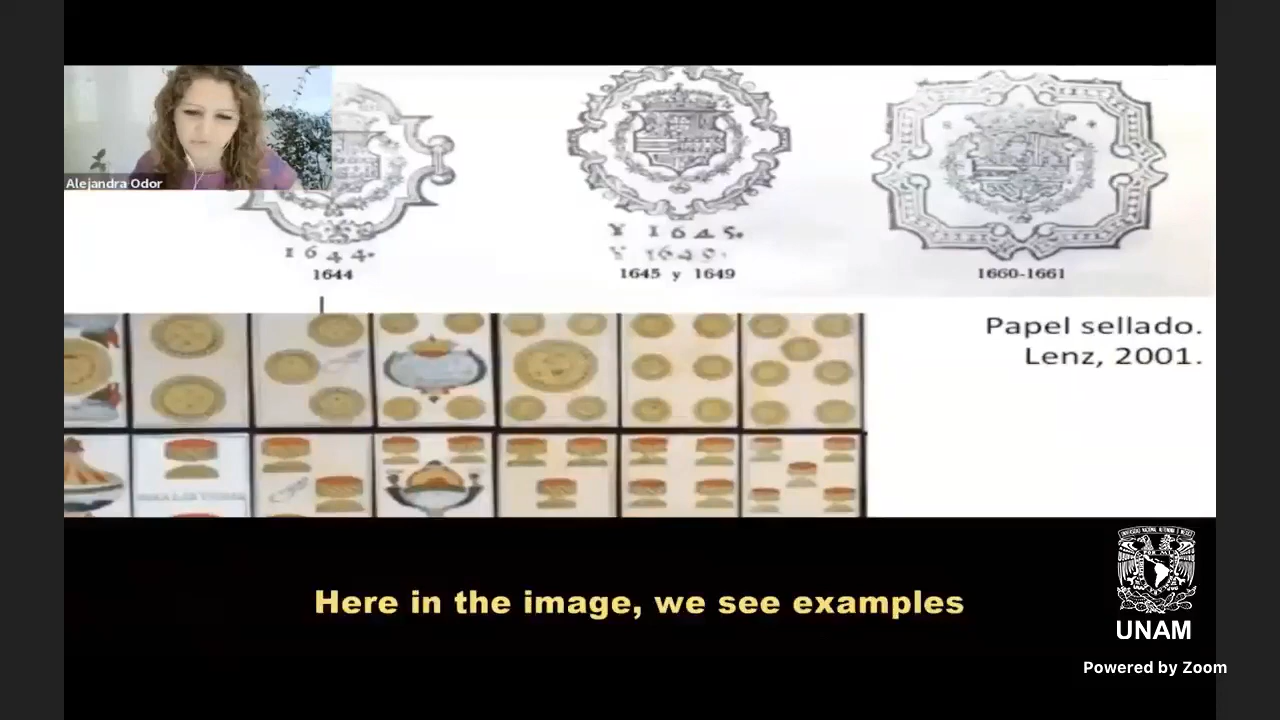 Alejandra Odor
1644.
1644
Y 1645.
Y 1649.
1645 y 1649
1660-1661
Papel sellado.
Lenz, 2001.
Here in the image, we see examples
UNAM
Powered by Zoom